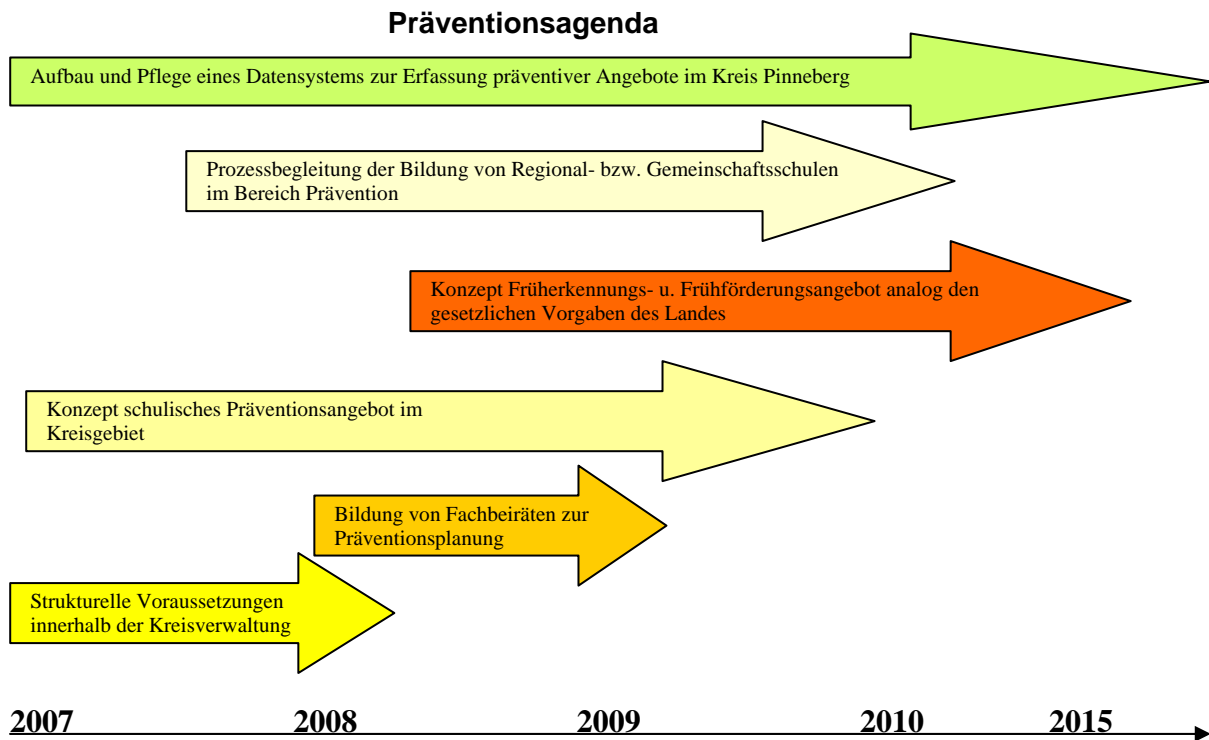 Präventionsagenda
Aufbau und Pflege eines Datensystems zur Erfassung präventiver Angebote im Kreis Pinneberg
Prozessbegleitung der Bildung von Regional- bzw. Gemeinschaftsschulen
im Bereich Prävention
Konzept Früherkennungs- u. Frühförderungsangebot analog den
gesetzlichen Vorgaben des Landes
Konzept schulisches Präventionsangebot im
Kreisgebiet
Bildung von Fachbeiräten zur
Präventionsplanung
Strukturelle Voraussetzungen
innerhalb der Kreisverwaltung
2007 2008 2009 2010 2015